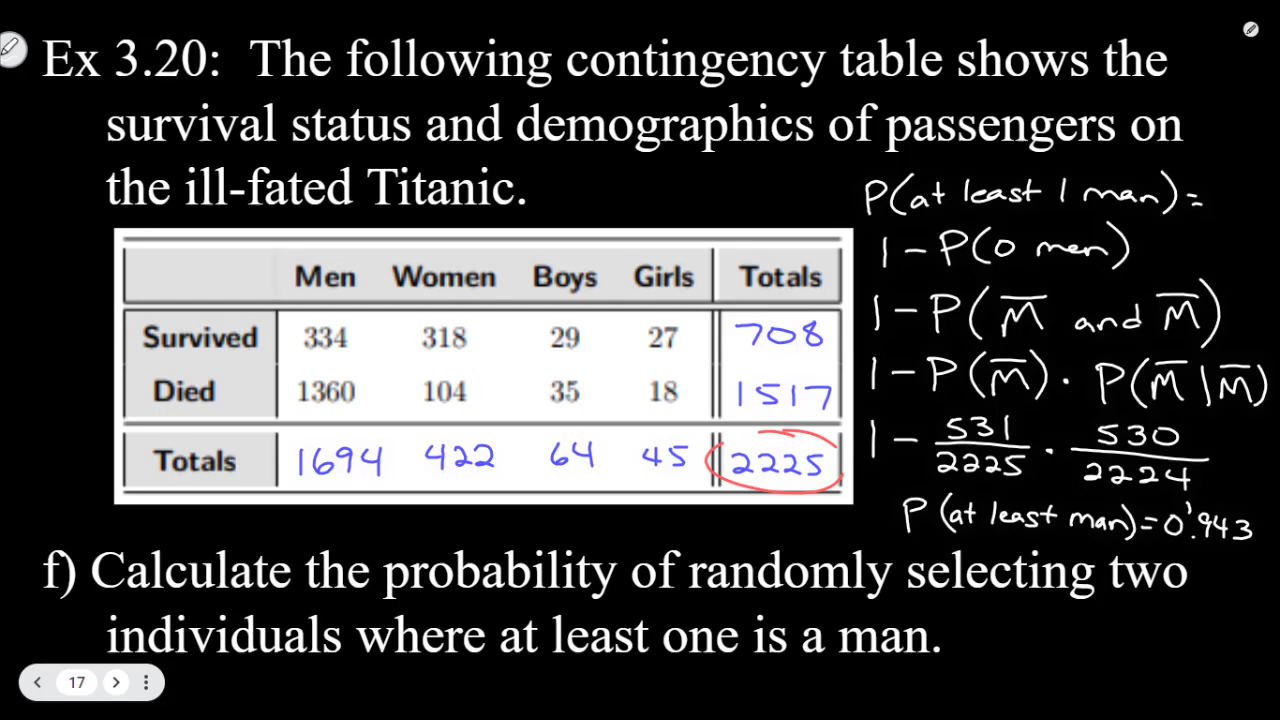 Ex 3.20: The following contingency table shows the
survival status and demographics of passengers on
the ill-fated Titanic.
Men Women Boys Girls Totals
Survived 334 318 29 27 708
Died 1360 104 35 18 1517
Totals 1694 422 64 45 2225
P(at least 1 man) =
1 - P(0 men)
1 - P(M̅ and M̅)
1 - P(M̅) · P(M̅ | M̅)
1 - 531/2225 · 530/2224
P (at least man) = 0.943
f) Calculate the probability of randomly selecting two
individuals where at least one is a man.
17